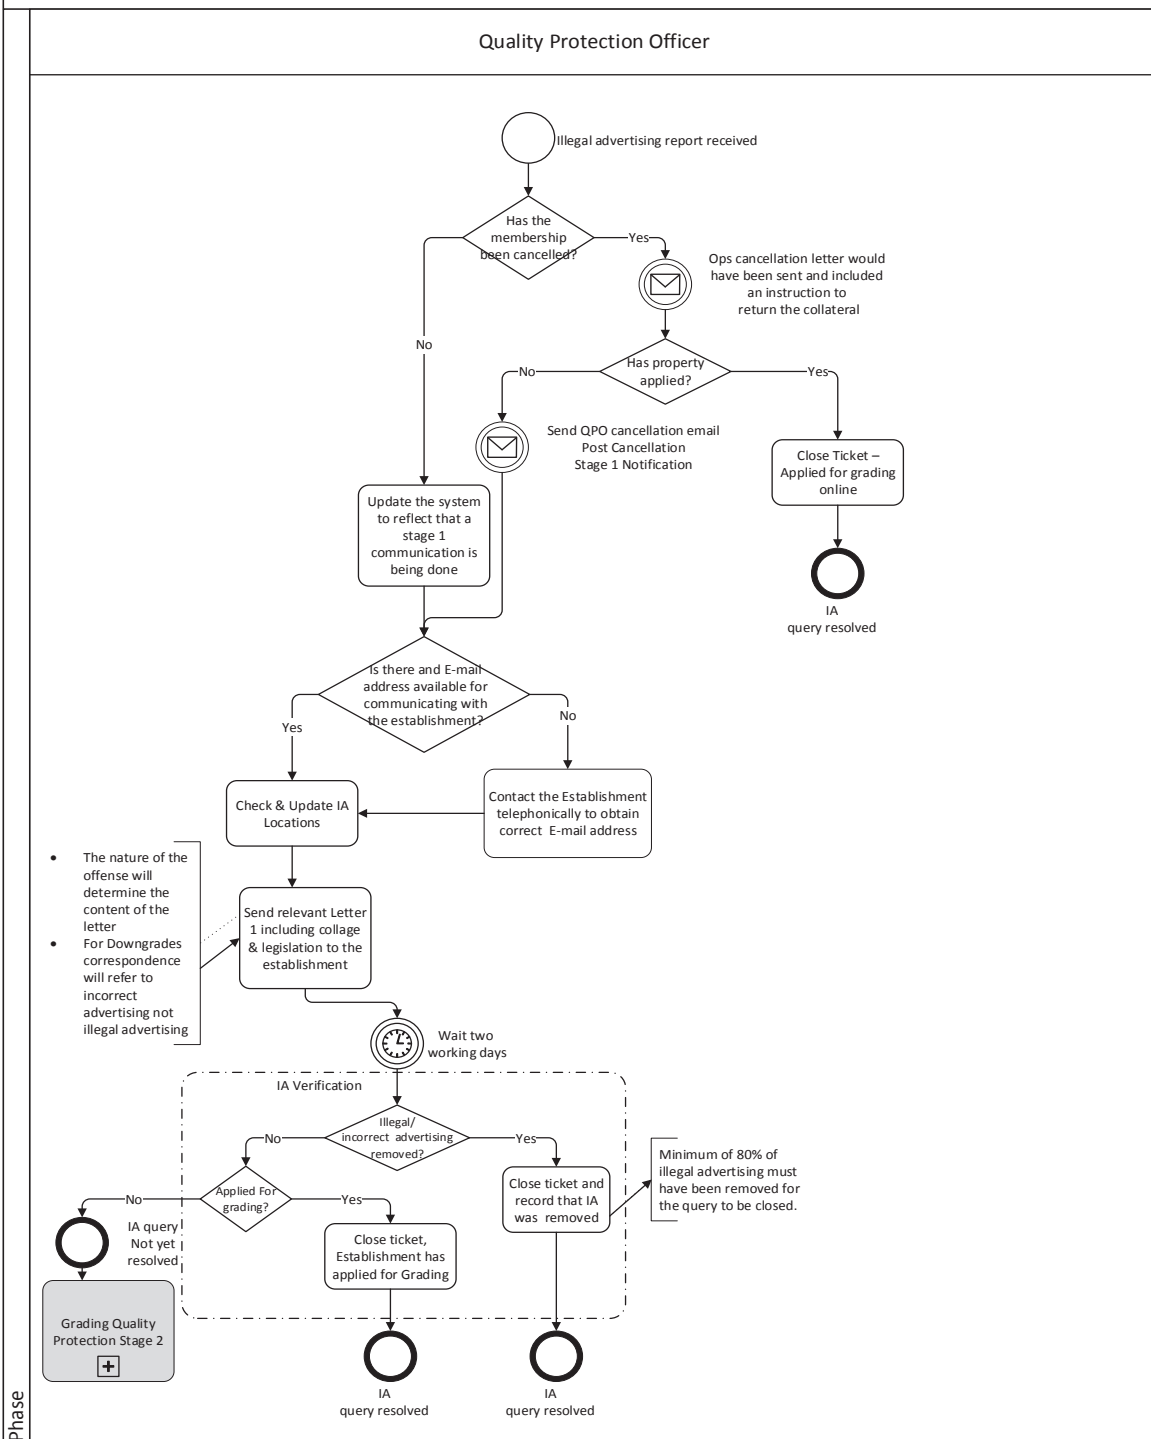 Quality Protection Officer
Illegal advertising report received
Has the
membership
been cancelled?
Yes
Ops cancellation letter would
have been sent and included
an instruction to
return the collateral
No
Has property
applied?
No
Yes
Send QPO cancellation email
Post Cancellation
Stage 1 Notification
Close Ticket –
Applied for grading
online
Update the system
to reflect that a
stage 1
communication is
being done
IA
query resolved
Is there and E-mail
address available for
communicating with
the establishment?
Yes
No
Check & Update IA
Locations
Contact the Establishment
telephonically to obtain
correct E-mail address
• The nature of the
offense will
determine the
content of the
letter
• For Downgrades
correspondence
will refer to
incorrect
advertising not
illegal advertising
Send relevant Letter
1 including collage
& legislation to the
establishment
Wait two
working days
IA Verification
Illegal/
incorrect advertising
removed?
No
Yes
Minimum of 80% of
illegal advertising must
have been removed for
the query to be closed.
Close ticket and
record that IA
was removed
Applied For
grading?
No
Yes
IA query
Not yet
resolved
Close ticket,
Establishment has
applied for Grading
Grading Quality
Protection Stage 2
IA
query resolved
IA
query resolved
Phase